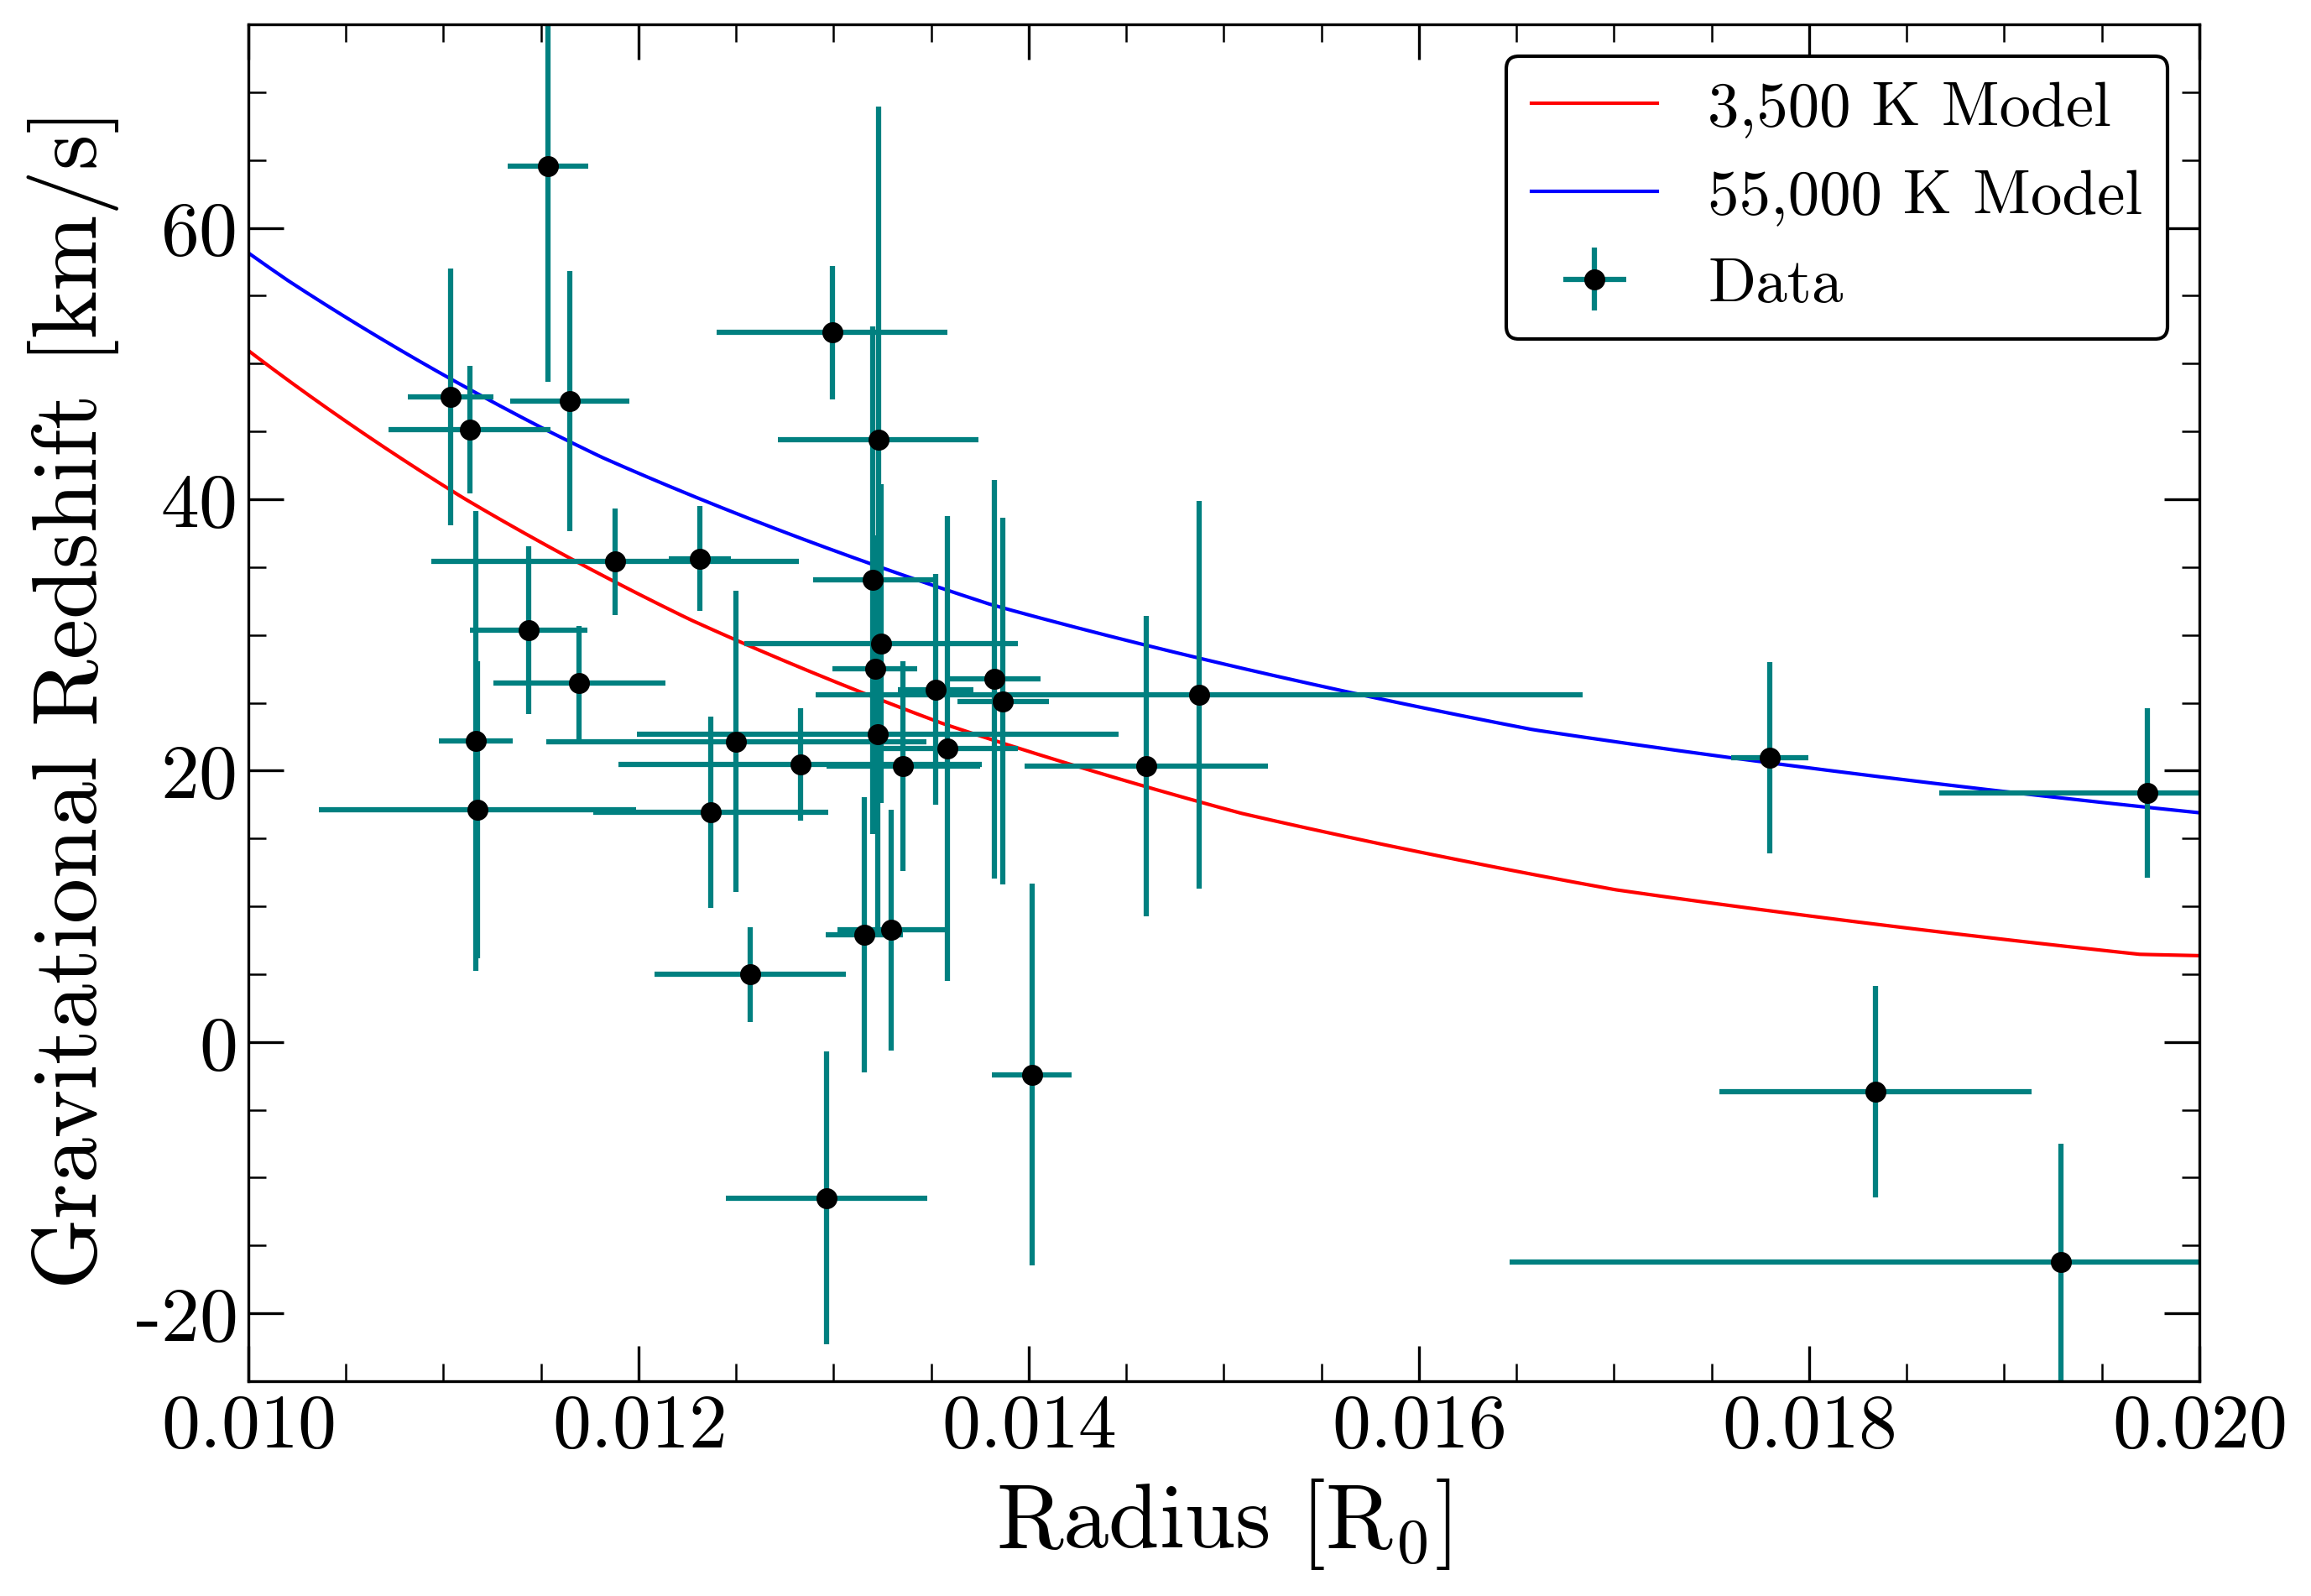 3,500 K Model
55,000 K Model
Data
Gravitational Redshift [km/s]
60
40
20
0
-20
0.010 0.012 0.014 0.016 0.018 0.020
Radius [R₀]